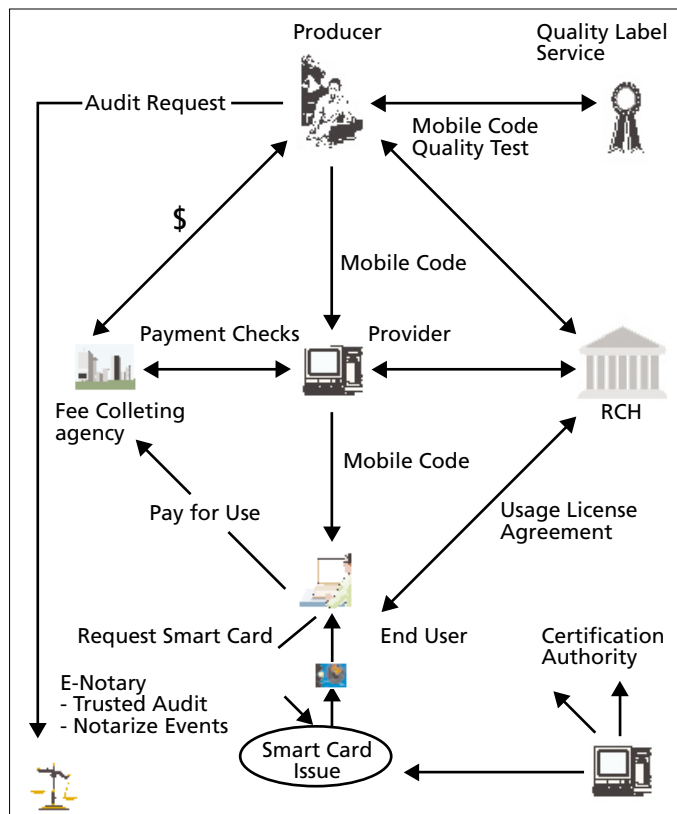 Producer
Quality Label
Service
Audit Request
Mobile Code
Quality Test
$
Mobile Code
Payment Checks
Provider
Fee Colleting
agency
RCH
Mobile Code
Pay for Use
Usage License
Agreement
Request Smart Card
End User
Certification
Authority
E-Notary
- Trusted Audit
- Notarize Events
Smart Card
Issue